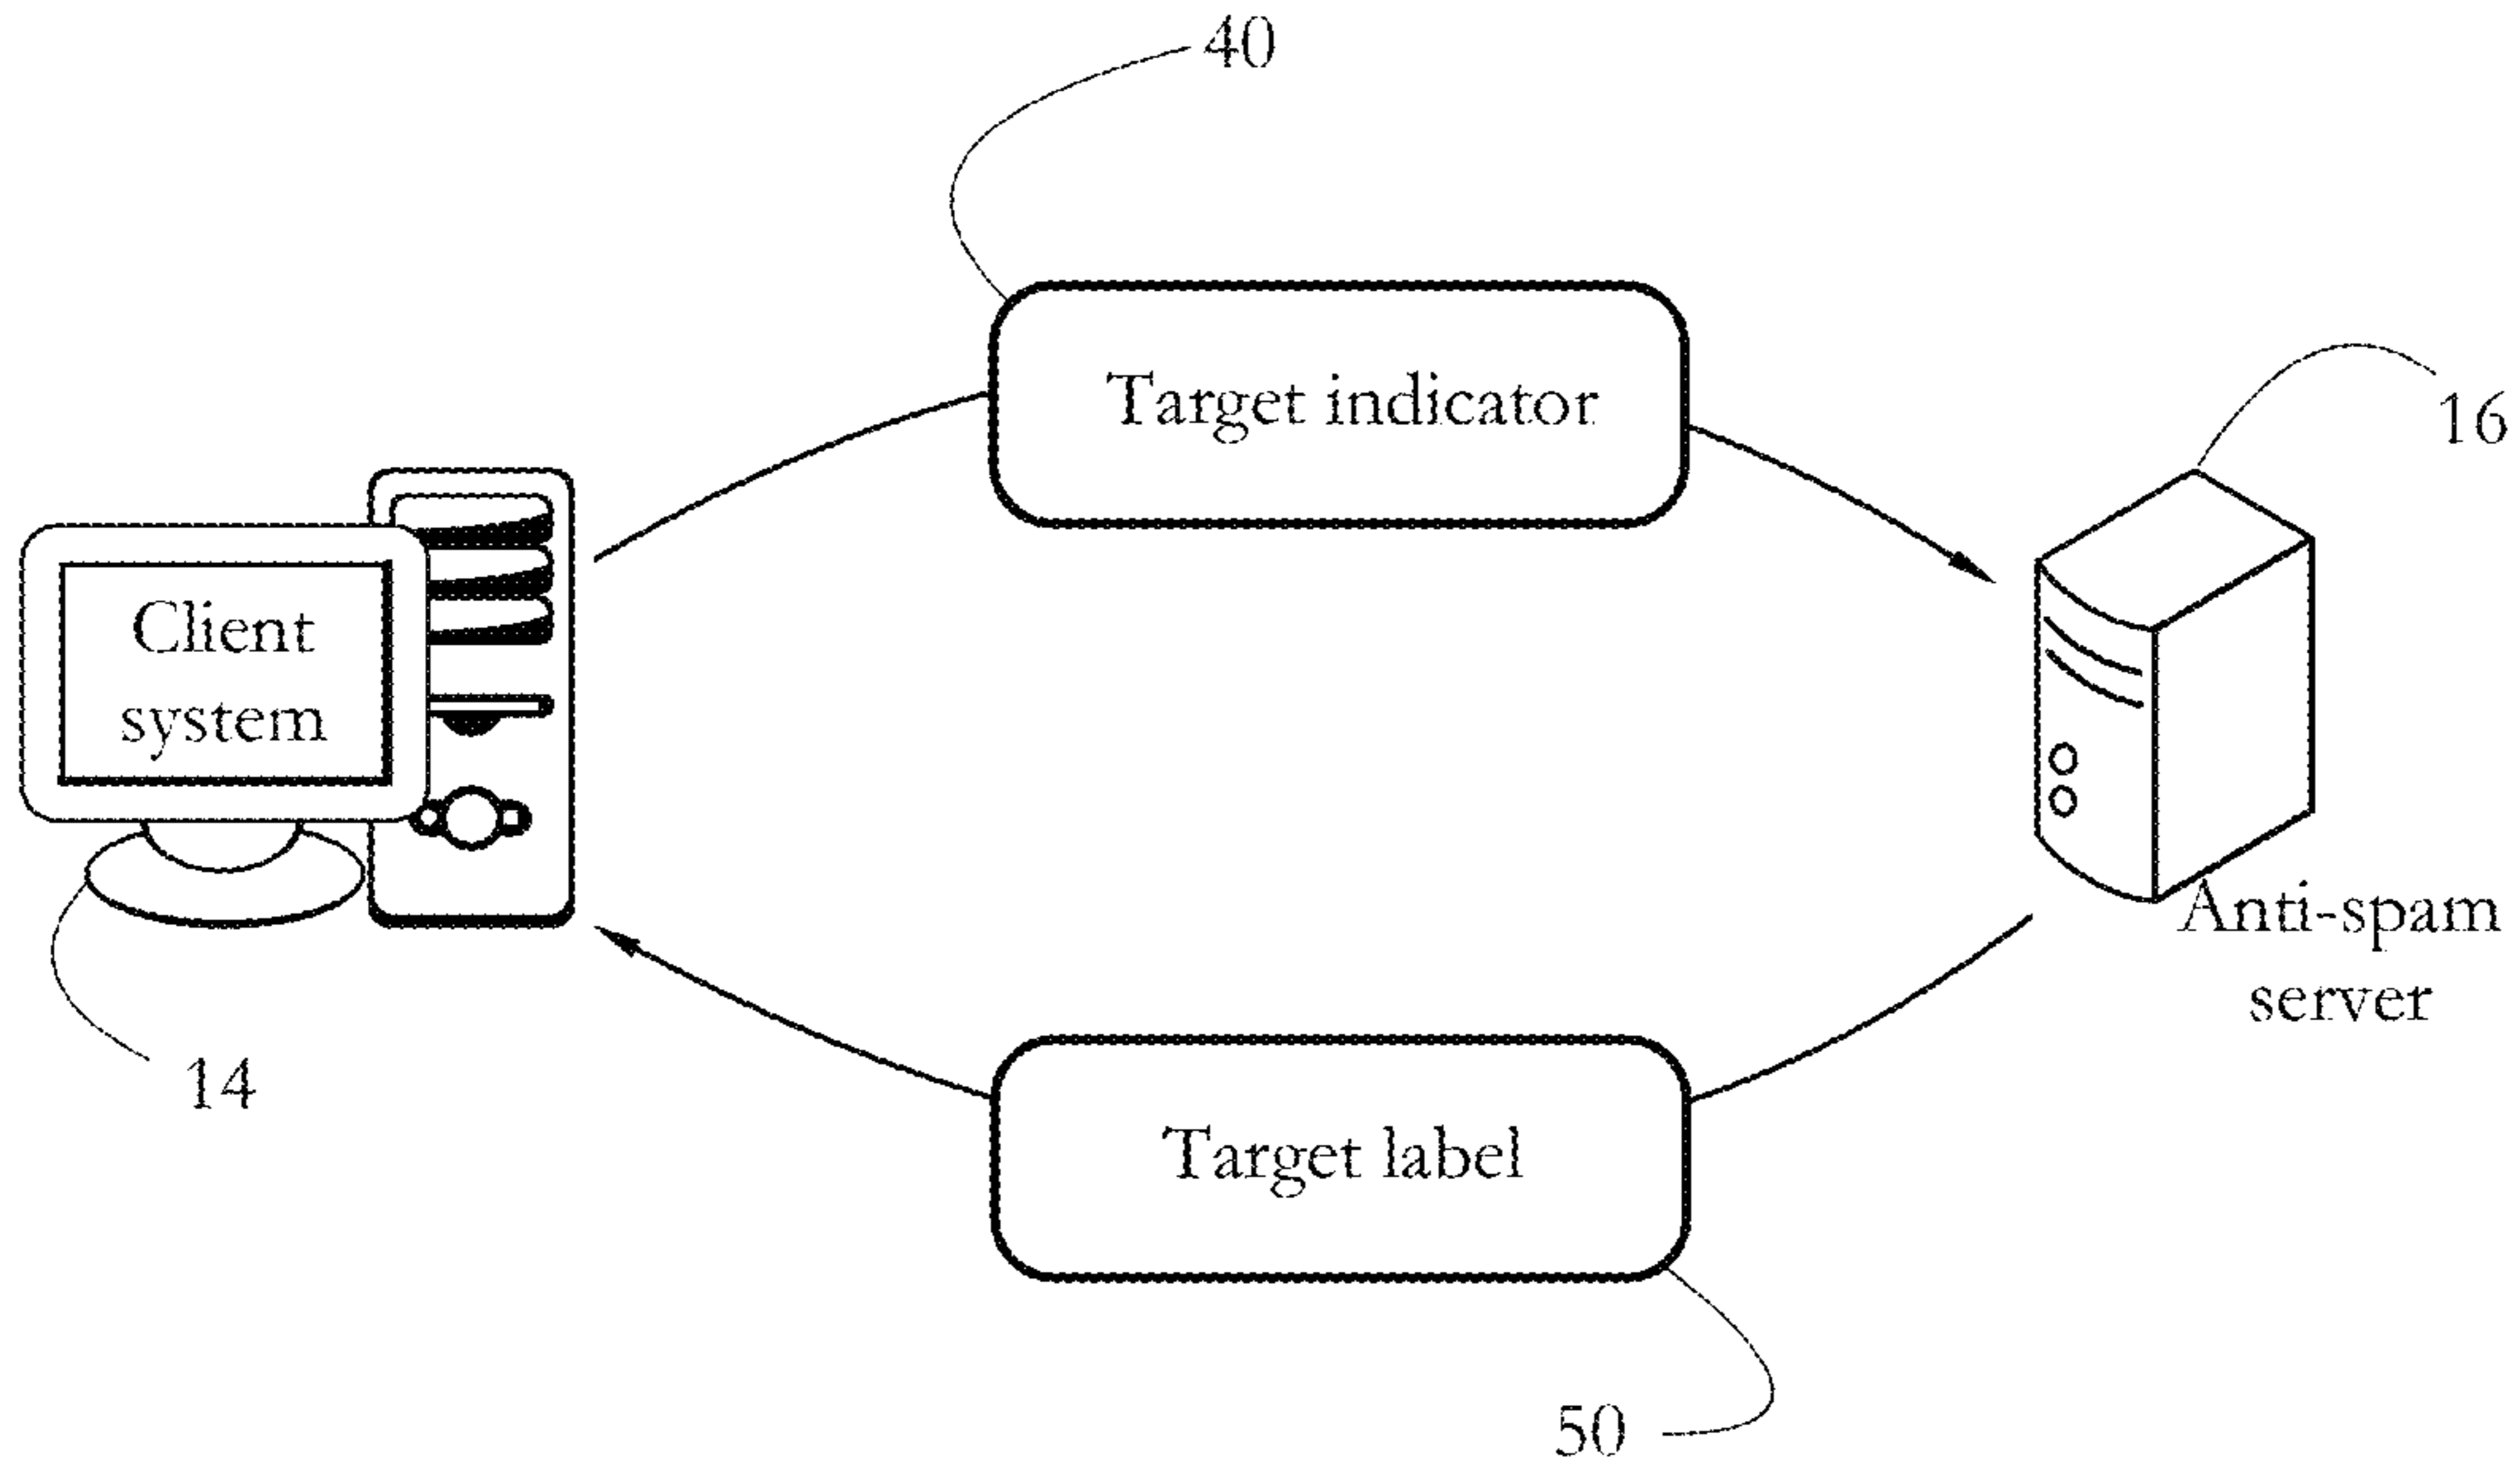 40
Target indicator
16
Client
system
Anti-spam
server
14
Target label
50